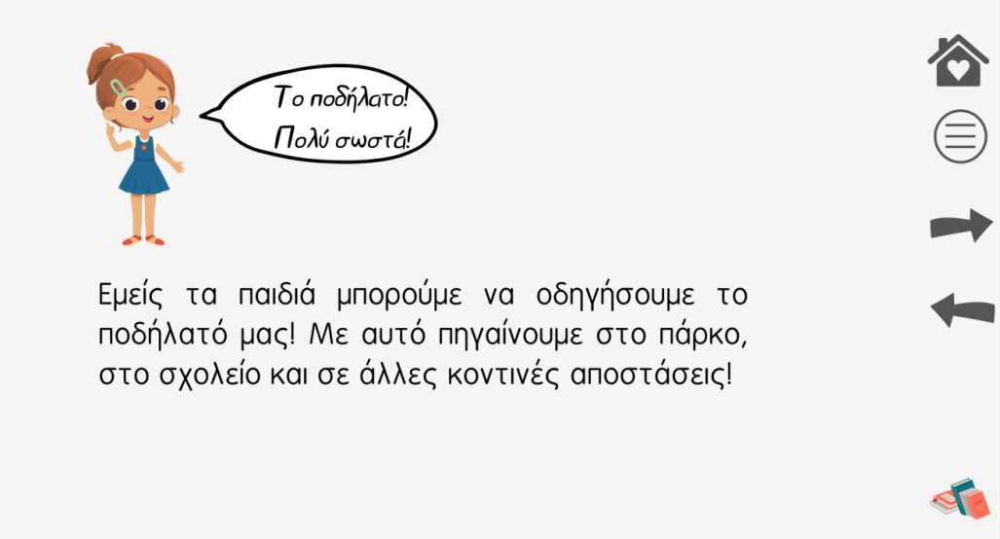 Το ποδήλατο!
Πολύ σωστά!
Εμείς τα παιδιά μπορούμε να οδηγήσουμε το
ποδήλατό μας! Με αυτό πηγαίνουμε στο πάρκο,
στο σχολείο και σε άλλες κοντινές αποστάσεις!